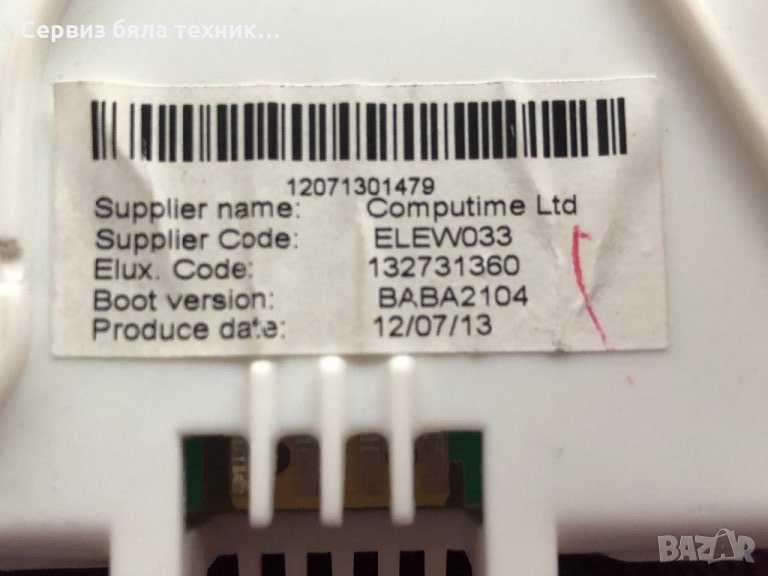 Сервиз бяла техник...
12071301479
Supplier name: Computime Ltd
Supplier Code: ELEW033
Elux. Code: 132731360
Boot version: BABA2104
Produce date: 12/07/13
BAZAR